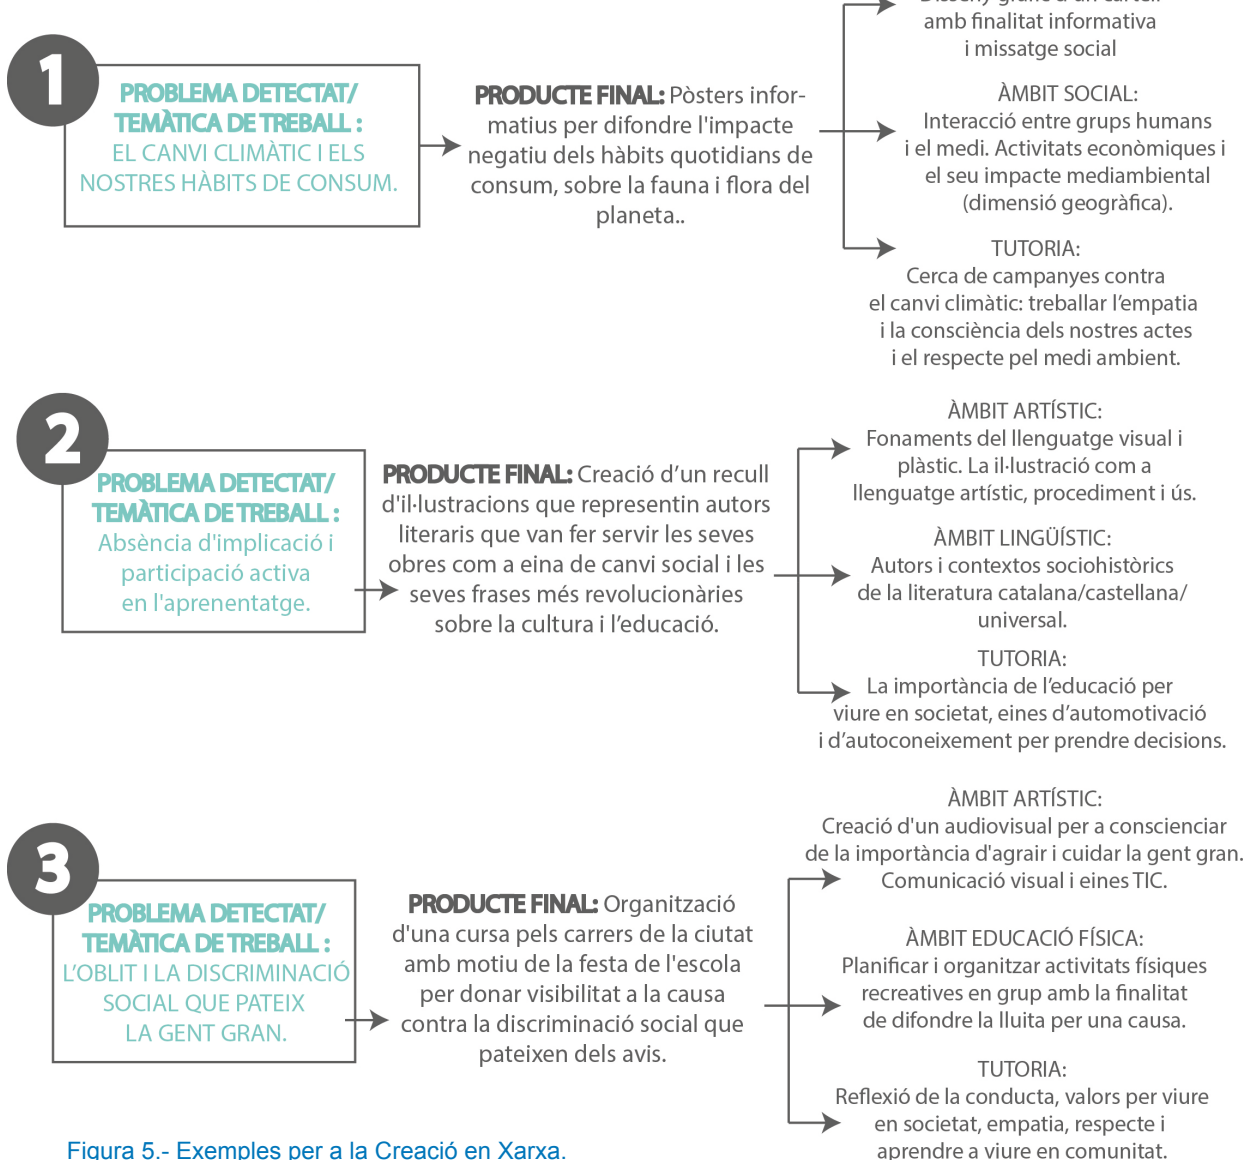 1
PROBLEMA DETECTAT/
TEMÀTICA DE TREBALL :
EL CANVI CLIMÀTIC I ELS
NOSTRES HÀBITS DE CONSUM.
PRODUCTE FINAL: Pòsters infor-
matius per difondre l'impacte
negatiu dels hàbits quotidians de
consum, sobre la fauna i flora del
planeta..
Disseny gràfic d'un cartell
amb finalitat informativa
i missatge social
ÀMBIT SOCIAL:
Interacció entre grups humans
i el medi. Activitats econòmiques i
el seu impacte mediambiental
(dimensió geogràfica).
TUTORIA:
Cerca de campanyes contra
el canvi climàtic: treballar l’empatia
i la consciència dels nostres actes
i el respecte pel medi ambient.
2
PROBLEMA DETECTAT/
TEMÀTICA DE TREBALL :
Absència d'implicació i
participació activa
en l'aprenentatge.
PRODUCTE FINAL: Creació d’un recull
d'il·lustracions que representin autors
literaris que van fer servir les seves
obres com a eina de canvi social i les
seves frases més revolucionàries
sobre la cultura i l’educació.
ÀMBIT ARTÍSTIC:
Fonaments del llenguatge visual i
plàstic. La il·lustració com a
llenguatge artístic, procediment i ús.
ÀMBIT LINGÜÍSTIC:
Autors i contextos sociohistòrics
de la literatura catalana/castellana/
universal.
TUTORIA:
La importància de l’educació per
viure en societat, eines d’automotivació
i d’autoconeixement per prendre decisions.
3
PROBLEMA DETECTAT/
TEMÀTICA DE TREBALL :
L’OBLIT I LA DISCRIMINACIÓ
SOCIAL QUE PATEIX
LA GENT GRAN.
PRODUCTE FINAL: Organització
d'una cursa pels carrers de la ciutat
amb motiu de la festa de l'escola
per donar visibilitat a la causa
contra la discriminació social que
pateixen dels avis.
ÀMBIT ARTÍSTIC:
Creació d'un audiovisual per a conscienciar
de la importància d'agrair i cuidar la gent gran.
Comunicació visual i eines TIC.
ÀMBIT EDUCACIÓ FÍSICA:
Planificar i organitzar activitats físiques
recreatives en grup amb la finalitat
de difondre la lluita per una causa.
TUTORIA:
Reflexió de la conducta, valors per viure
en societat, empatia, respecte i
aprendre a viure en comunitat.
Figura 5.- Exemples per a la Creació en Xarxa.